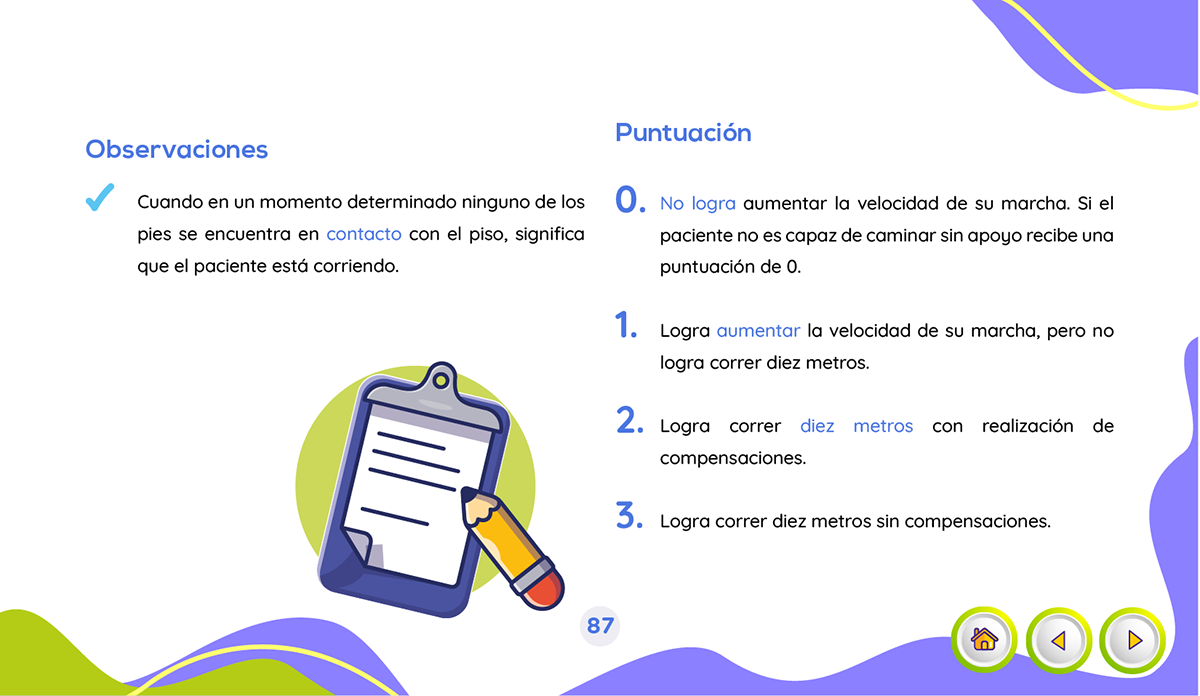 Observaciones
Cuando en un momento determinado ninguno de los
pies se encuentra en contacto con el piso, significa
que el paciente está corriendo.
Puntuación
0. No logra aumentar la velocidad de su marcha. Si el
paciente no es capaz de caminar sin apoyo recibe una
puntuación de 0.
1. Logra aumentar la velocidad de su marcha, pero no
logra correr diez metros.
2. Logra correr diez metros con realización de
compensaciones.
3. Logra correr diez metros sin compensaciones.
87